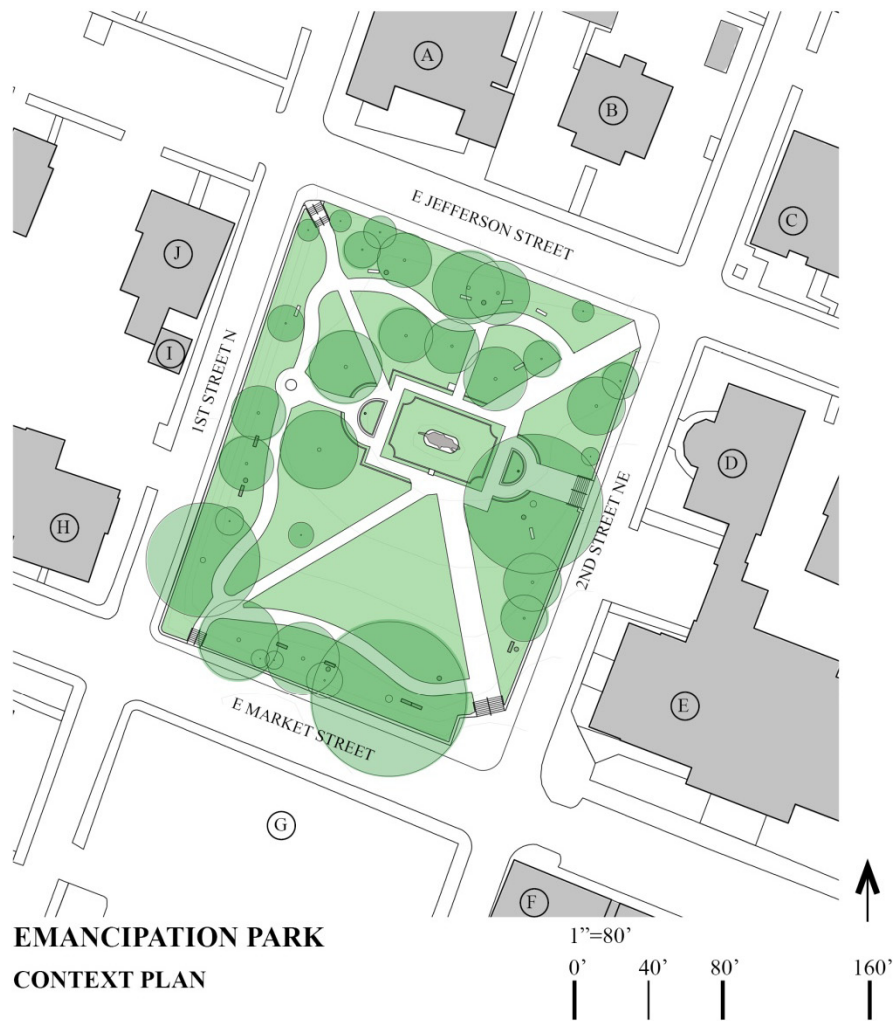 A
B
C
E JEFFERSON STREET
J
I
1ST STREET N
D
H
2ND STREET NE
E
E MARKET STREET
G
F
EMANCIPATION PARK
CONTEXT PLAN
1”=80’
0’ 40’ 80’ 160’